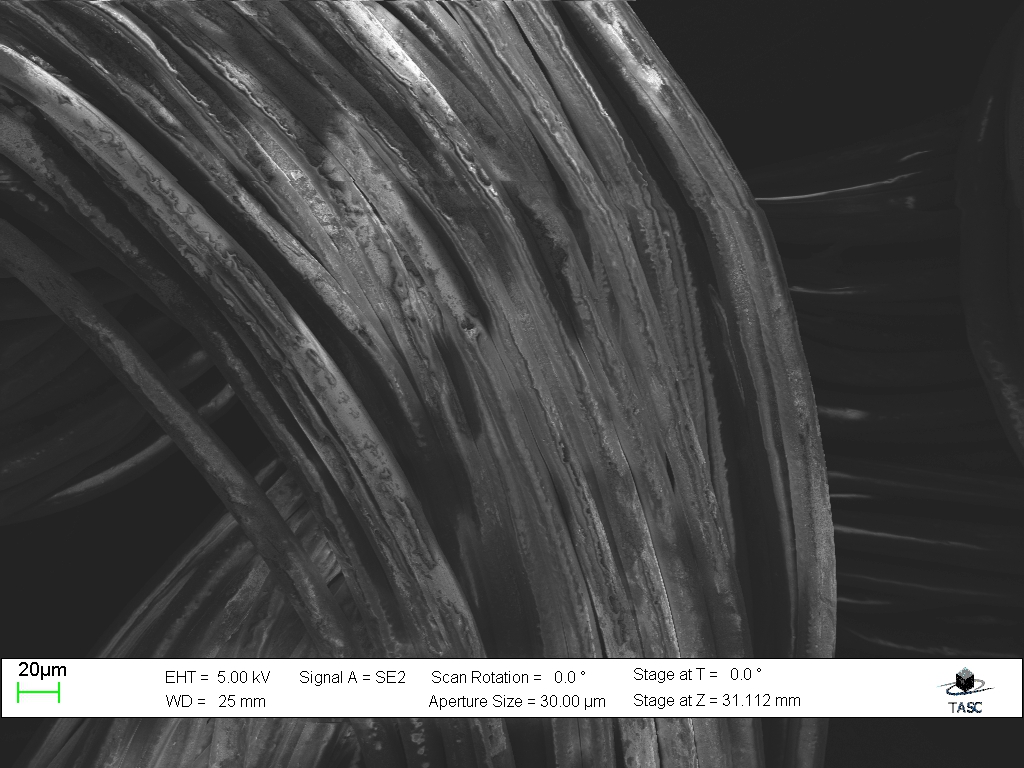 20µm
EHT = 5.00 kV Signal A = SE2 Scan Rotation = 0.0 ° Stage at T = 0.0 °
WD = 25 mm Aperture Size = 30.00 µm Stage at Z = 31.112 mm
TASC